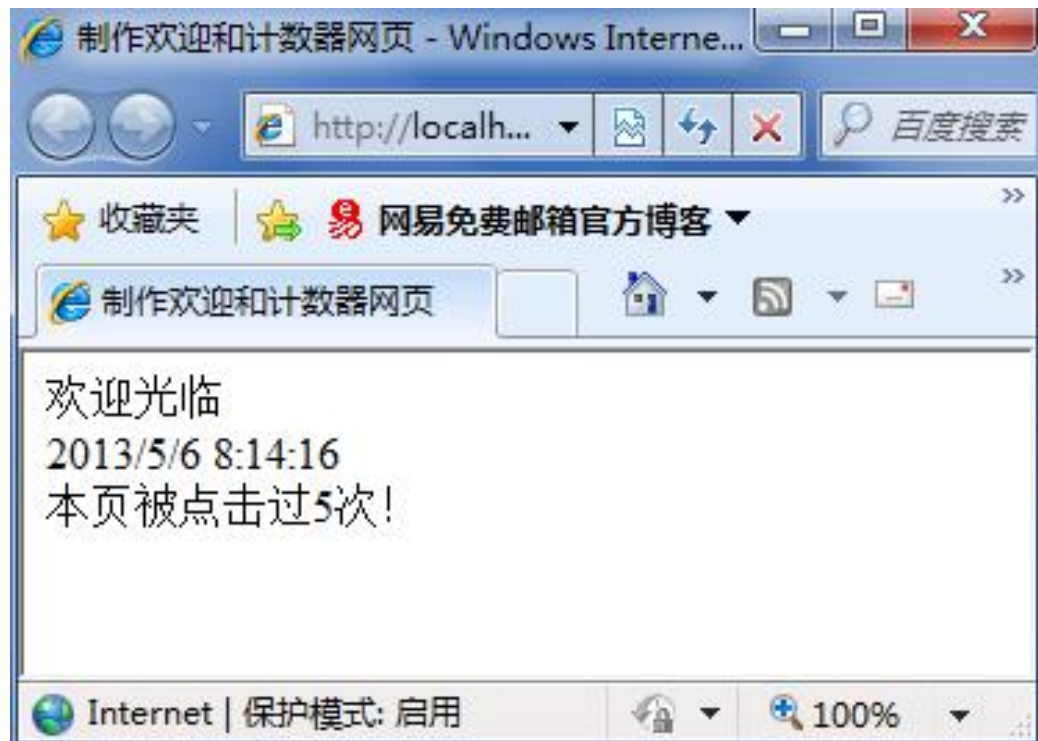 制作欢迎和计数器网页 - Windows Interne...
http://localh...
百度搜索
收藏夹
网易免费邮箱官方博客
制作欢迎和计数器网页
欢迎光临
2013/5/6 8:14:16
本页被点击过5次！
Internet | 保护模式: 启用
100%